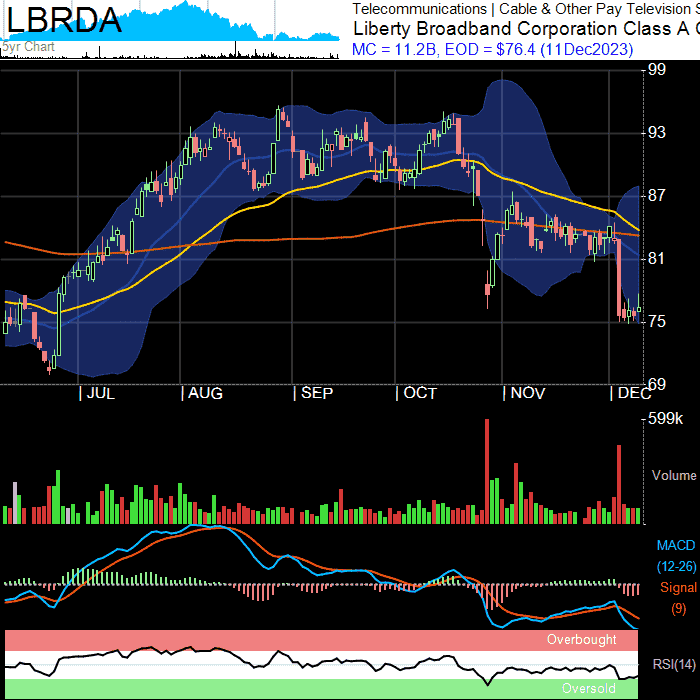 LBRDA
5yr Chart
Telecommunications | Cable & Other Pay Television S
Liberty Broadband Corporation Class A C
MC = 11.2B, EOD = $76.4 (11Dec2023)
99
93
87
81
75
69
JUL
AUG
SEP
OCT
NOV
DEC
599k
Volume
MACD
(12-26)
Signal
(9)
Overbought
RSI(14)
Oversold